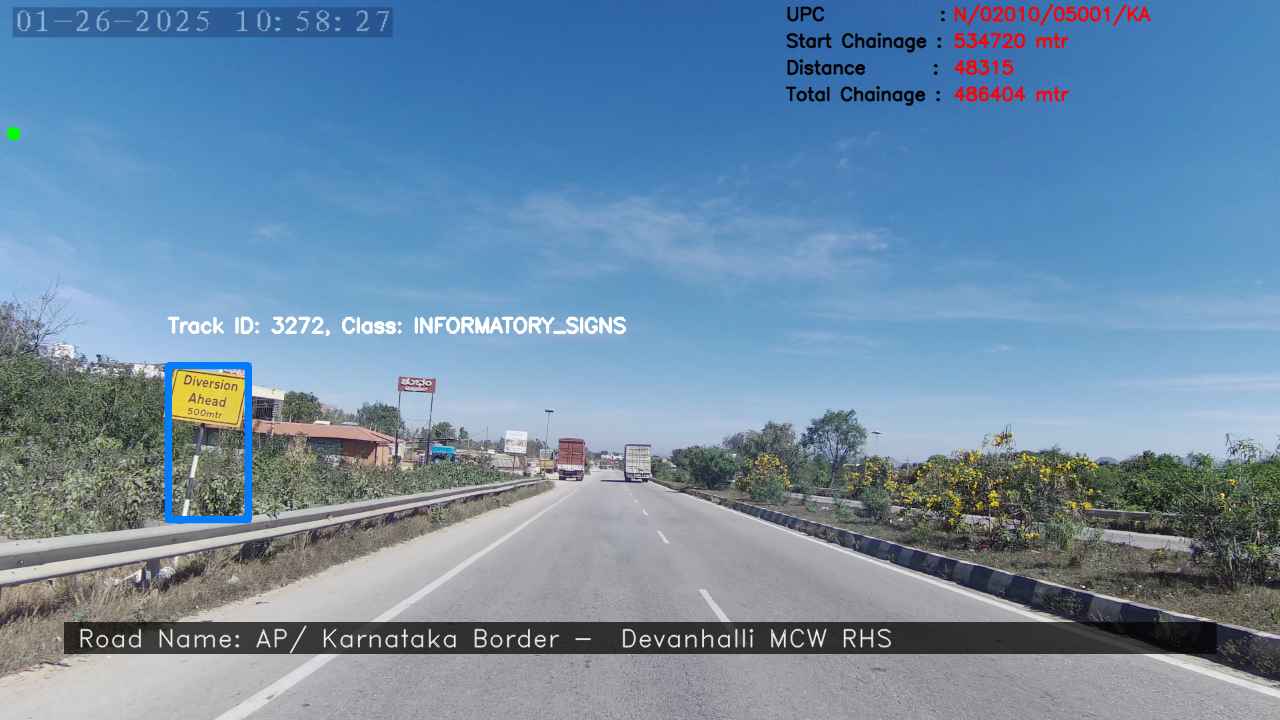 01-26-2025 10:58:27
UPC : N/02010/05001/KA
Start Chainage : 534720 mtr
Distance : 48315
Total Chainage : 486404 mtr
Track ID: 3272, Class: INFORMATORY_SIGNS
Diversion
Ahead
500mtr
ಶುಭಂ
Road Name: AP/ Karnataka Border - Devanhalli MCW RHS